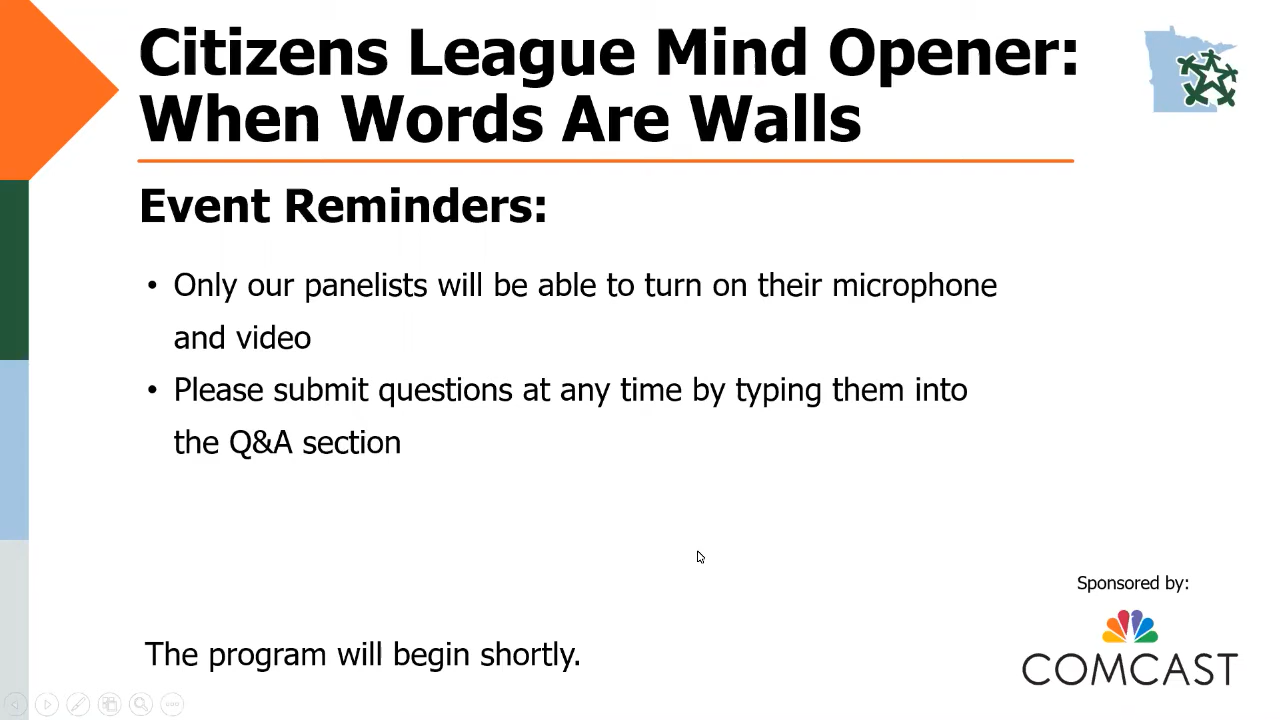 Citizens League Mind Opener:
When Words Are Walls
Event Reminders:
• Only our panelists will be able to turn on their microphone
and video
• Please submit questions at any time by typing them into
the Q&A section
Sponsored by:
COMCAST
The program will begin shortly.